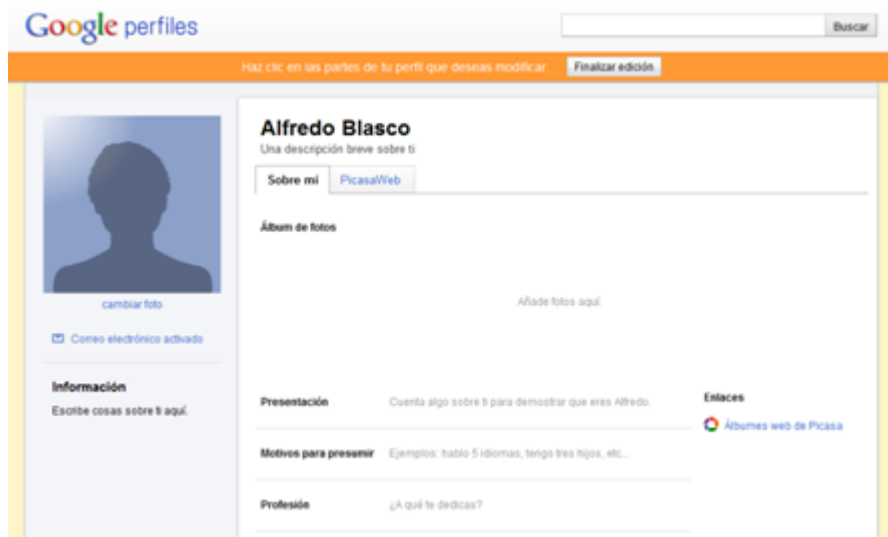 Google perfiles
Buscar
Haz clic en las partes de tu perfil que deseas modificar
Finalizar edición
Alfredo Blasco
Una descripción breve sobre ti
Sobre mí
PicasaWeb
Álbum de fotos
Añade fotos aquí.
cambiar foto
Correo electrónico activado
Información
Escribe cosas sobre ti aquí.
Presentación
Cuenta algo sobre ti para demostrar que eres Alfredo.
Enlaces
Álbumes web de Picasa
Motivos para presumir
Ejemplos: hablo 5 idiomas, tengo tres hijos, etc...
Profesión
¿A qué te dedicas?